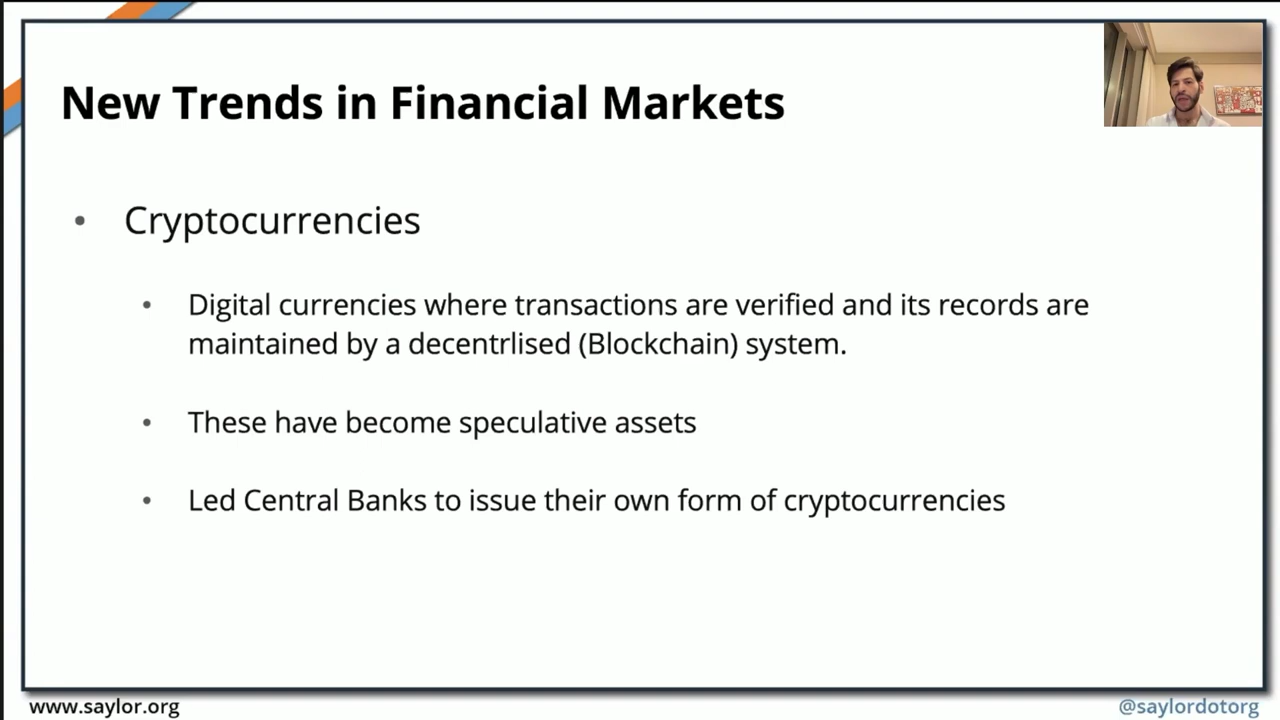 New Trends in Financial Markets
• Cryptocurrencies
• Digital currencies where transactions are verified and its records are
maintained by a decentrlised (Blockchain) system.
• These have become speculative assets
• Led Central Banks to issue their own form of cryptocurrencies
www.saylor.org
@saylordotorg